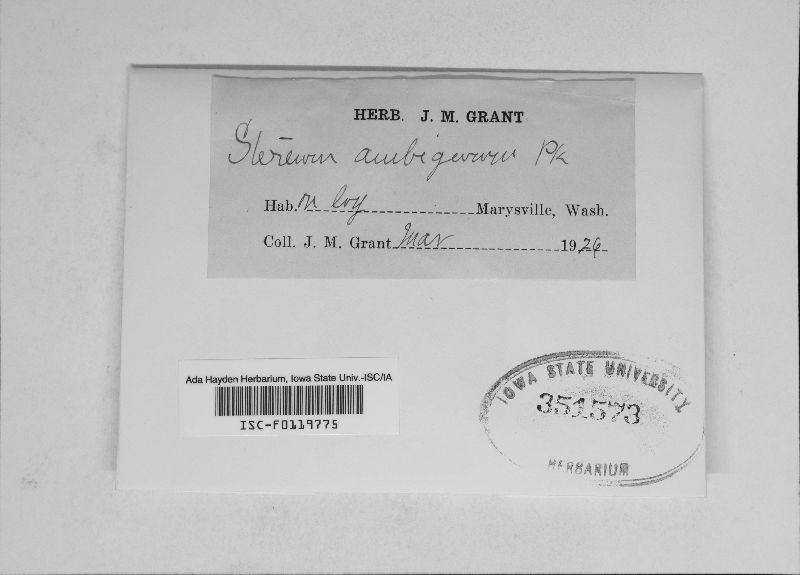 HERB. J. M. GRANT
Stereum ambiguum Pk
Hab. on log Marysville, Wash.
Coll. J. M. Grant Mar 1926
Ada Hayden Herbarium, Iowa State Univ.-ISC/IA
ISC-F0119775
IOWA STATE UNIVERSITY
351573
HERBARIUM